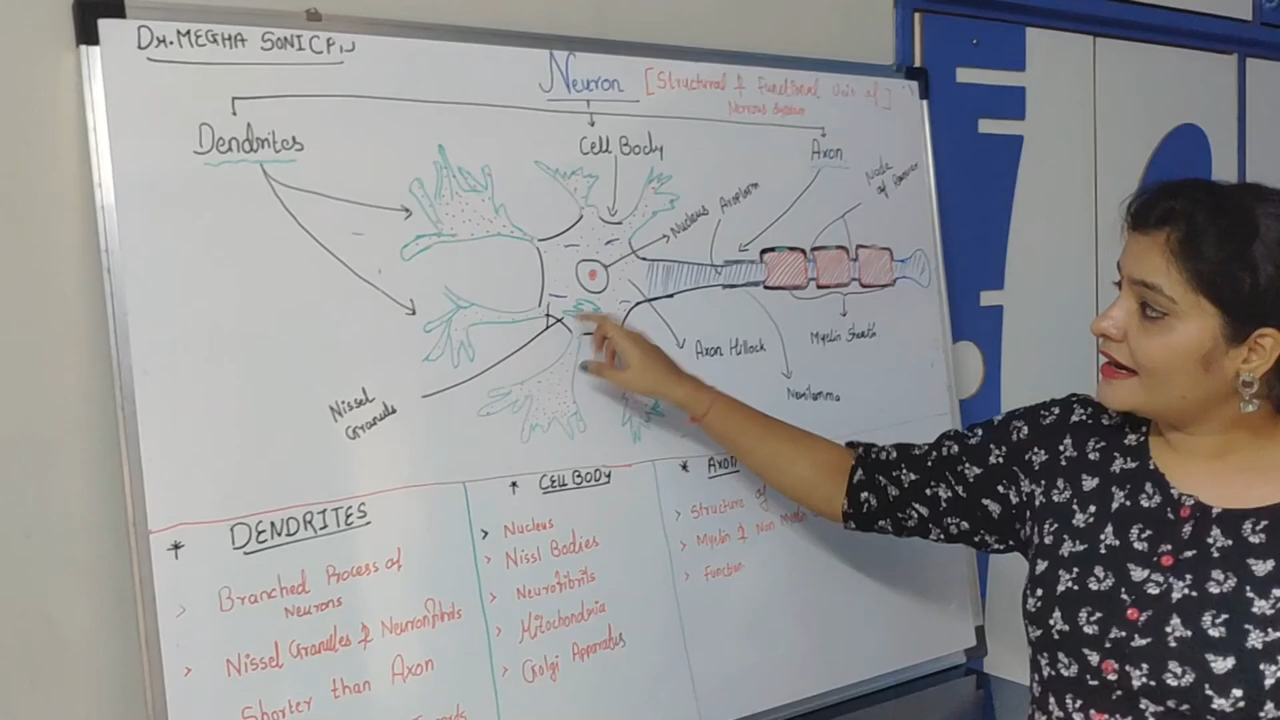 DR. MEGHA SONI CPT
Neuron [Structural & Functional Unit of]
Nervous System
Dendrites
Cell Body
Axon
Node
of Ranvier
Nucleus
Axoplasm
Axon Hillock
Myelin Sheath
Neurilemma
Nissel
Granules
* DENDRITES
> Branched Process of
Neurons
> Nissel Granules & Neurofibrils
Shorter than Axon
* CELL BODY
> Nucleus
> Nissl Bodies
> Neurofibrils
> Mitochondria
> Golgi Apparatus
* AXON
> Structure of
> Myelin & Non
> Function